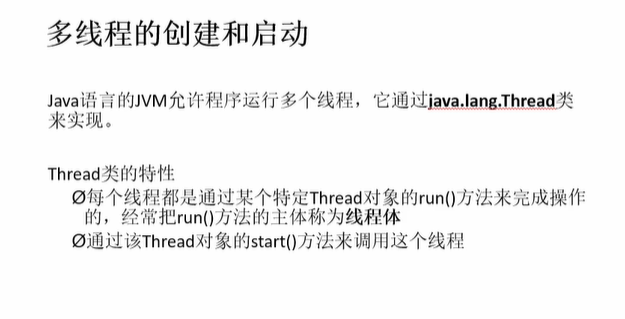 多线程的创建和启动
Java语言的JVM允许程序运行多个线程，它通过java.lang.Thread类
来实现。
Thread类的特性
Ø每个线程都是通过某个特定Thread对象的run()方法来完成操作
的，经常把run()方法的主体称为线程体
Ø通过该Thread对象的start()方法来调用这个线程